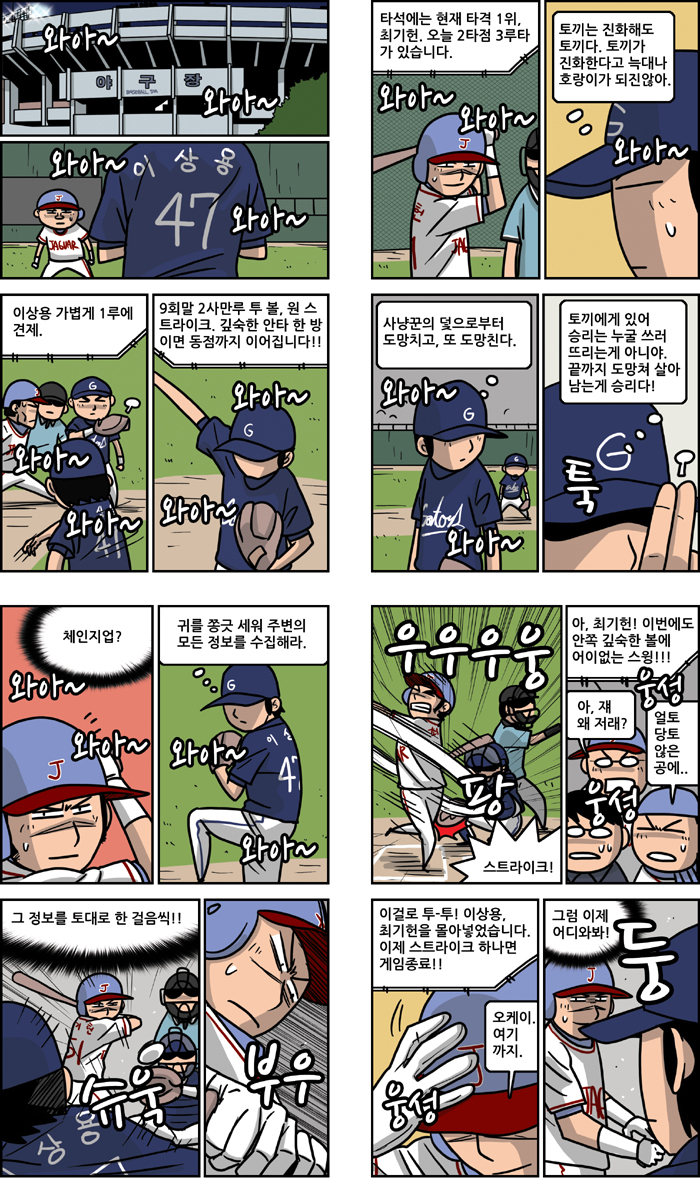 와아~
야구장
BASEBALL STA
와아~
와아~
이상용
47
와아~
J
JAGUAR
타석에는 현재 타격 1위,
최기헌. 오늘 2타점 3루타
가 있습니다.
와아~
와아~
J
JAG
토끼는 진화해도
토끼다. 토끼가
진화한다고 늑대나
호랑이가 되진않아.
와아~
이상용 가볍게 1루에
견제.
G
와아~
와아~
9회말 2사만루 투 볼, 원 스
트라이크. 깊숙한 안타 한 방
이면 동점까지 이어집니다!!
와아~
G
와아~
사냥꾼의 덫으로부터
도망치고, 또 도망친다.
와아~
G
Gators
와아~
토끼에게 있어
승리는 누굴 쓰러
뜨리는게 아니야.
끝까지 도망쳐 살아
남는게 승리다!
G
툭
체인지업?
와아~
와아~
J
귀를 쫑긋 세워 주변의
모든 정보를 수집해라.
G
이상
와아~
47
와아~
우우우웅
팡
스트라이크!
아, 최기헌! 이번에도
안쪽 깊숙한 볼에
어이없는 스윙!!!
웅성
아, 쟤
왜 저래?
얼토
당토
않은
공에..
웅성
그 정보를 토대로 한 걸음씩!!
J
기헌
51
슈욱
상용
부우
이걸로 투-투! 이상용,
최기헌을 몰아넣었습니다.
이제 스트라이크 하나면
게임종료!!
오케이.
여기
까지.
J
웅성
그럼 이제
어디와봐!
둥
J
JAG